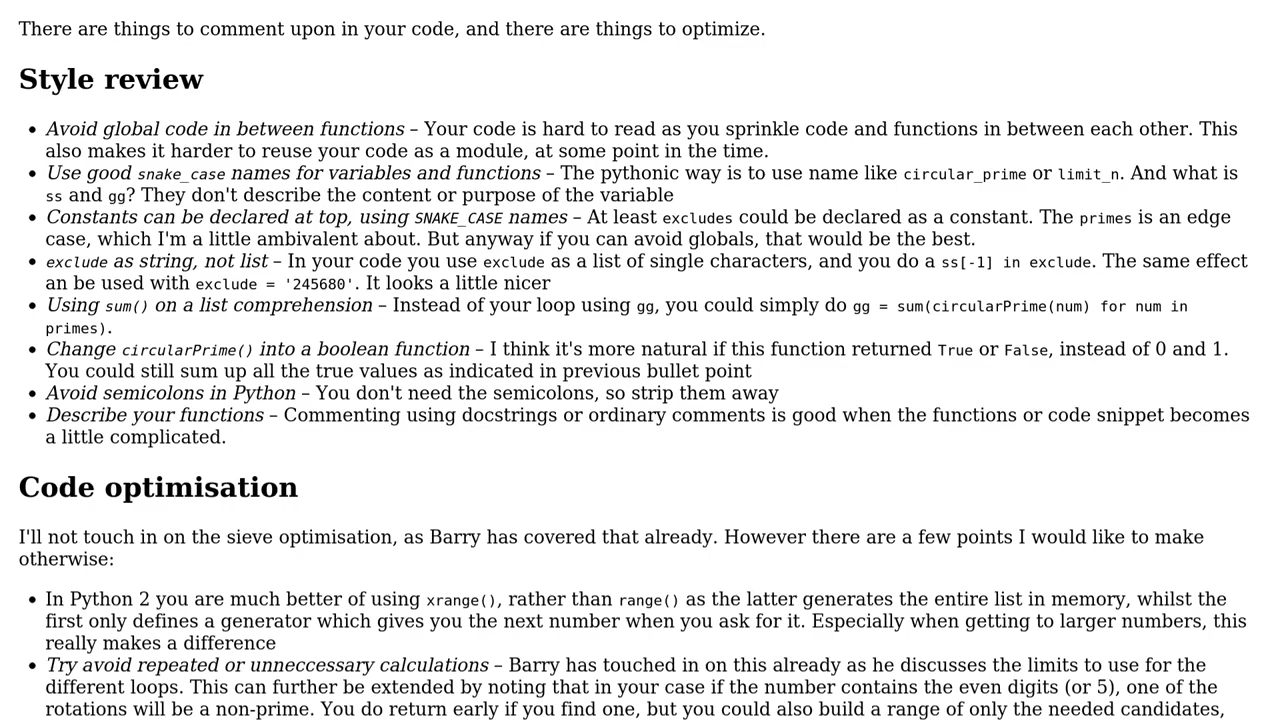 There are things to comment upon in your code, and there are things to optimize.
Style review
• Avoid global code in between functions – Your code is hard to read as you sprinkle code and functions in between each other. This
also makes it harder to reuse your code as a module, at some point in the time.
• Use good snake_case names for variables and functions – The pythonic way is to use name like circular_prime or limit_n. And what is
ss and gg? They don't describe the content or purpose of the variable
• Constants can be declared at top, using SNAKE_CASE names – At least excludes could be declared as a constant. The primes is an edge
case, which I'm a little ambivalent about. But anyway if you can avoid globals, that would be the best.
• exclude as string, not list – In your code you use exclude as a list of single characters, and you do a ss[-1] in exclude. The same effect
an be used with exclude = '245680'. It looks a little nicer
• Using sum() on a list comprehension – Instead of your loop using gg, you could simply do gg = sum(circularPrime(num) for num in
primes).
• Change circularPrime() into a boolean function – I think it's more natural if this function returned True or False, instead of 0 and 1.
You could still sum up all the true values as indicated in previous bullet point
• Avoid semicolons in Python – You don't need the semicolons, so strip them away
• Describe your functions – Commenting using docstrings or ordinary comments is good when the functions or code snippet becomes
a little complicated.
Code optimisation
I'll not touch in on the sieve optimisation, as Barry has covered that already. However there are a few points I would like to make
otherwise:
• In Python 2 you are much better of using xrange(), rather than range() as the latter generates the entire list in memory, whilst the
first only defines a generator which gives you the next number when you ask for it. Especially when getting to larger numbers, this
really makes a difference
• Try avoid repeated or unneccessary calculations – Barry has touched in on this already as he discusses the limits to use for the
different loops. This can further be extended by noting that in your case if the number contains the even digits (or 5), one of the
rotations will be a non-prime. You do return early if you find one, but you could also build a range of only the needed candidates,